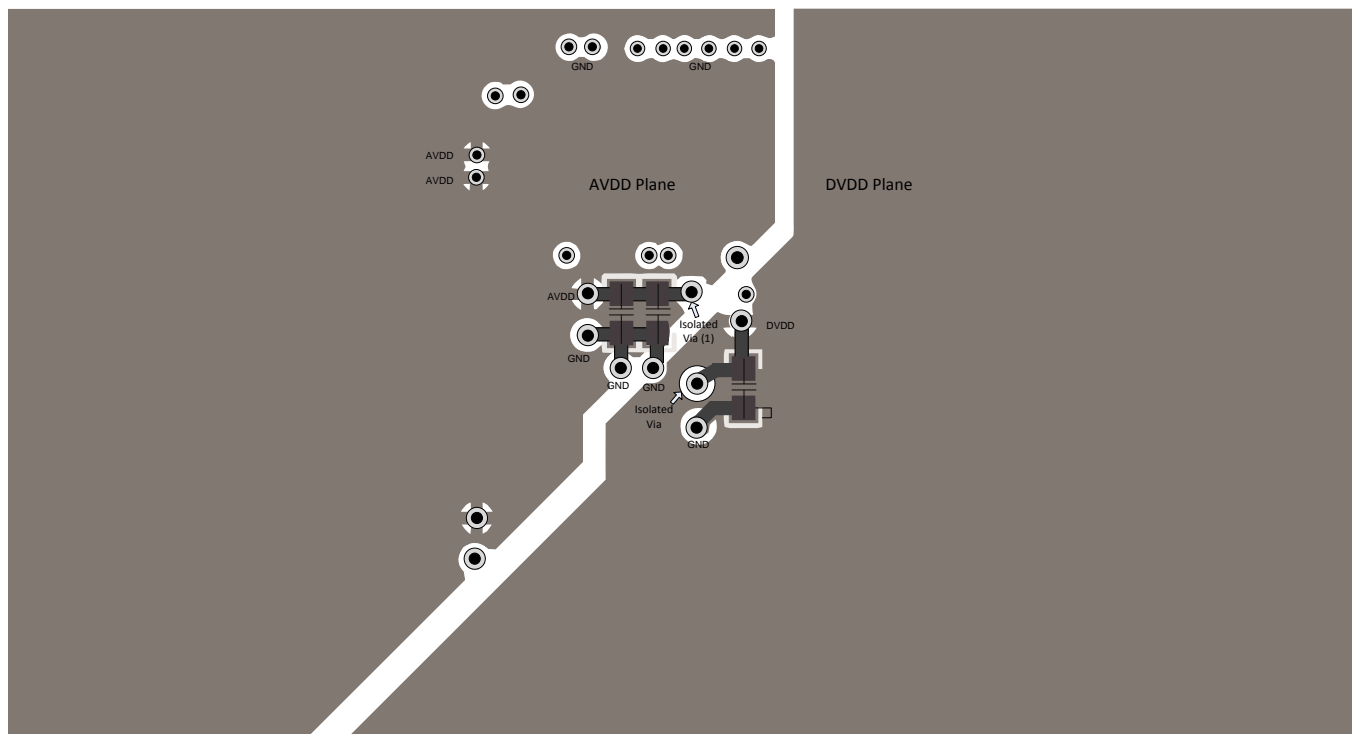 GND
GND
AVDD
AVDD
AVDD Plane
DVDD Plane
AVDD
Isolated
Via (1)
DVDD
GND
GND
GND
Isolated
Via
GND